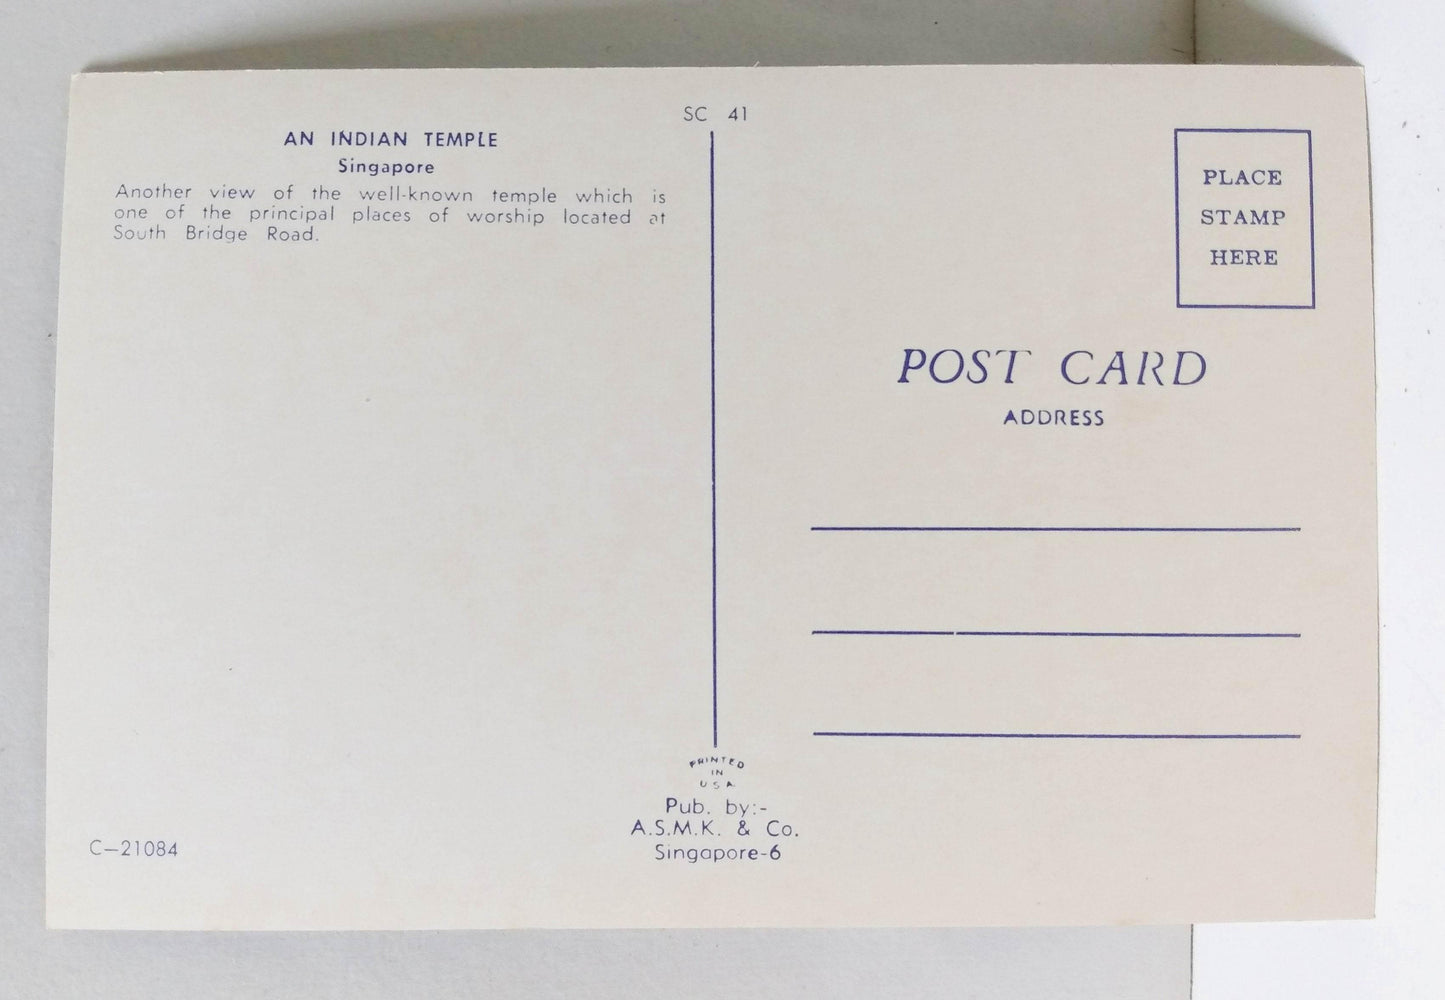 SC 41
AN INDIAN TEMPLE
Singapore
Another view of the well-known temple which is
one of the principal places of worship located at
South Bridge Road.
PLACE
STAMP
HERE
POST CARD
ADDRESS
PRINTED
IN
U S A
Pub. by:-
A.S.M.K. & Co.
Singapore-6
C—21084